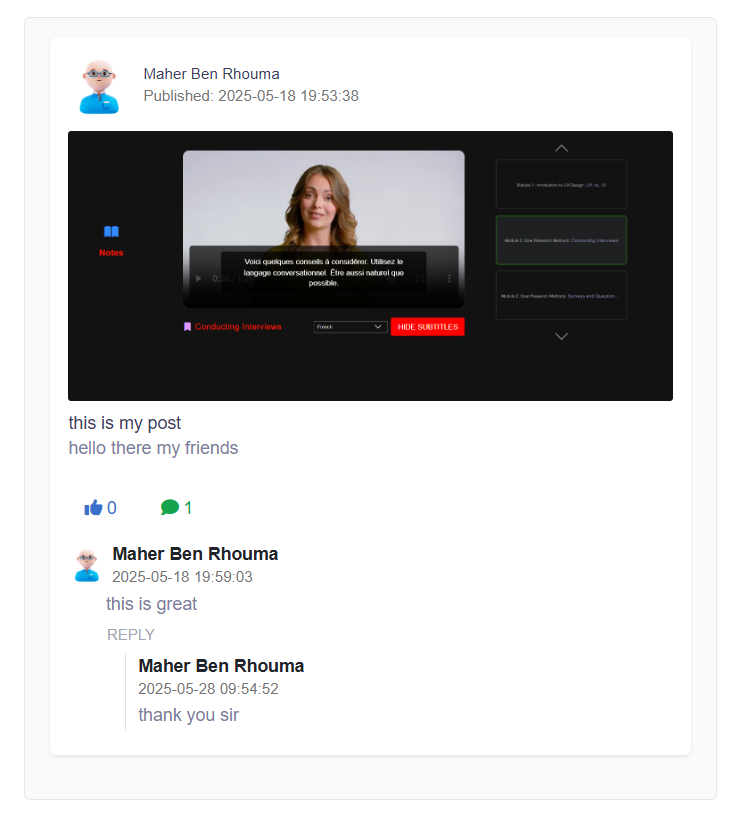 Maher Ben Rhouma
Published: 2025-05-18 19:53:38
Module 1: Introduction to UX Design: UX vs. UI
Notes
Voici quelques conseils à considérer. Utilisez le
langage conversationnel. Être aussi naturel que
possible.
Module 2: User Research Methods: Conducting Interviews
Module 2: User Research Methods: Surveys and Question...
Conducting Interviews
French
HIDE SUBTITLES
this is my post
hello there my friends
0
1
Maher Ben Rhouma
2025-05-18 19:59:03
this is great
REPLY
Maher Ben Rhouma
2025-05-28 09:54:52
thank you sir